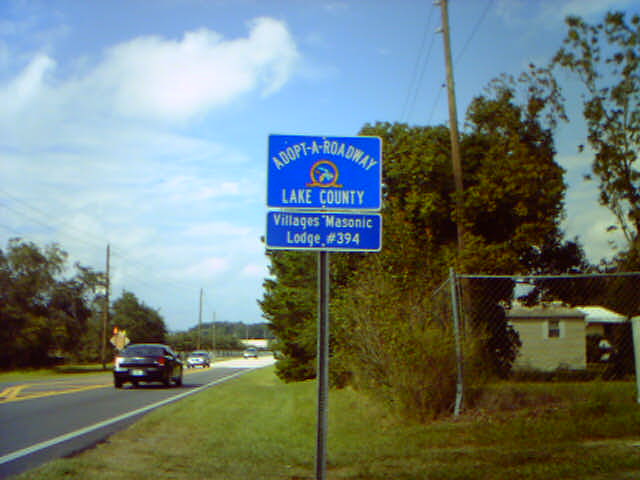 ADOPT-A-ROADWAY
LAKE COUNTY
Villages Masonic
Lodge #394